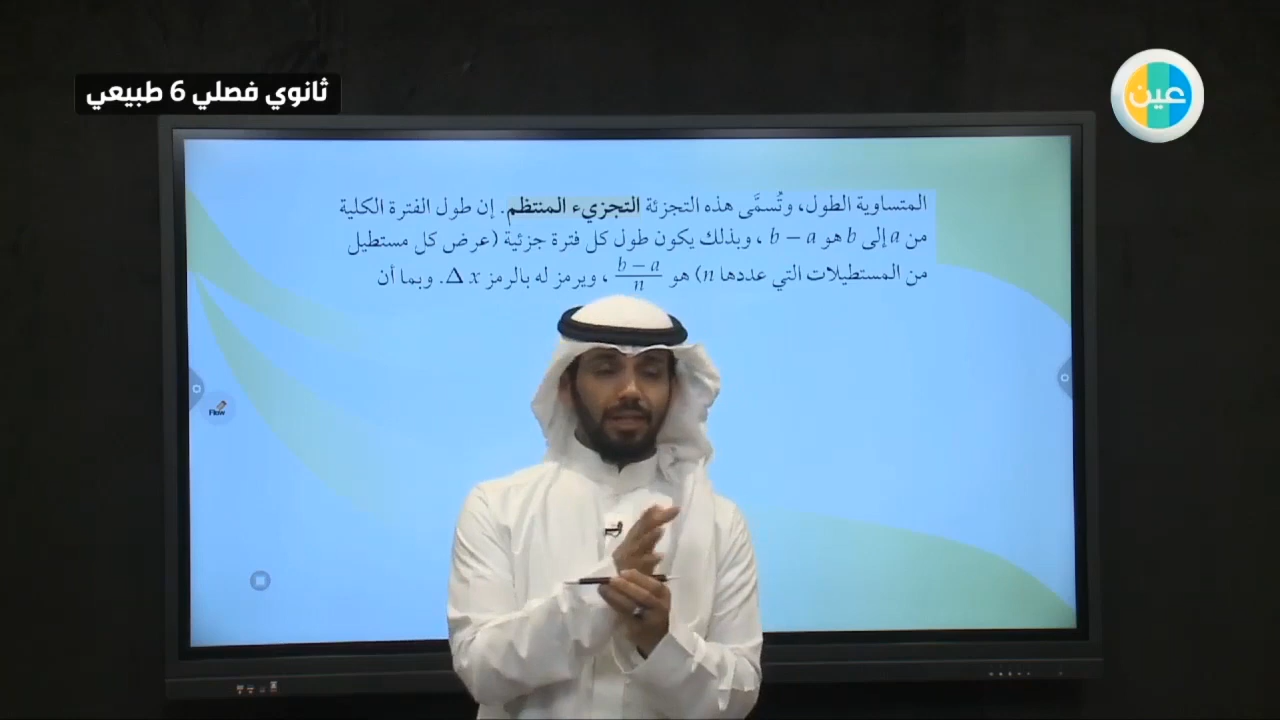 ثانوي فصلي 6 طبيعي
عين
المتساوية الطول، وتُسمَّى هذه التجزئة التجزيء المنتظم. إن طول الفترة الكلية
من a إلى b هو b − a ، وبذلك يكون طول كل فترة جزئية (عرض كل مستطيل
من المستطيلات التي عددها n) هو b − a / n ، ويرمز له بالرمز Δ x. وبما أن
Flow